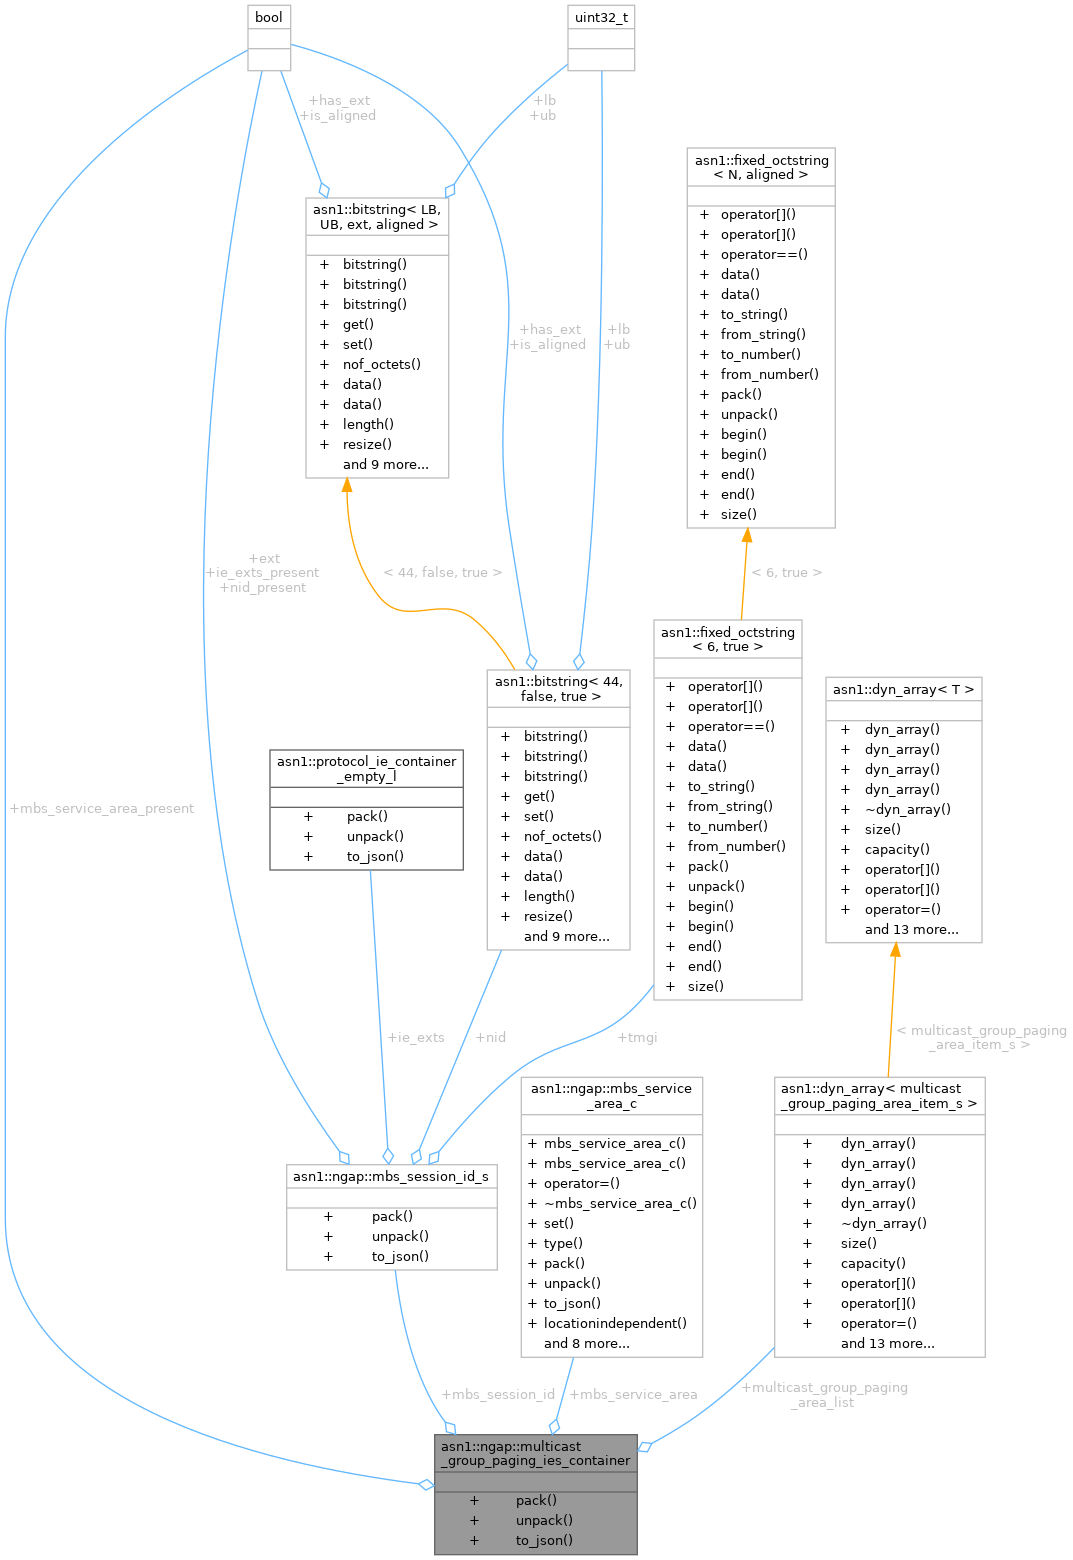 bool
uint32_t
+has_ext
+is_aligned
+lb
+ub
asn1::fixed_octstring
< N, aligned >
+ operator[]()
+ operator[]()
+ operator==()
+ data()
+ data()
+ to_string()
+ from_string()
+ to_number()
+ from_number()
+ pack()
+ unpack()
+ begin()
+ begin()
+ end()
+ end()
+ size()
asn1::bitstring< LB,
UB, ext, aligned >
+ bitstring()
+ bitstring()
+ bitstring()
+ get()
+ set()
+ nof_octets()
+ data()
+ data()
+ length()
+ resize()
and 9 more...
+has_ext
+is_aligned
+lb
+ub
+ext
+ie_exts_present
+nid_present
< 44, false, true >
< 6, true >
asn1::fixed_octstring
< 6, true >
+ operator[]()
+ operator[]()
+ operator==()
+ data()
+ data()
+ to_string()
+ from_string()
+ to_number()
+ from_number()
+ pack()
+ unpack()
+ begin()
+ begin()
+ end()
+ end()
+ size()
asn1::bitstring< 44,
false, true >
+ bitstring()
+ bitstring()
+ bitstring()
+ get()
+ set()
+ nof_octets()
+ data()
+ data()
+ length()
+ resize()
and 9 more...
asn1::dyn_array< T >
+ dyn_array()
+ dyn_array()
+ dyn_array()
+ dyn_array()
+ ~dyn_array()
+ size()
+ capacity()
+ operator[]()
+ operator[]()
+ operator=()
and 13 more...
asn1::protocol_ie_container
_empty_l
+ pack()
+ unpack()
+ to_json()
+mbs_service_area_present
+ie_exts
+nid
+tmgi
< multicast_group_paging
_area_item_s >
asn1::ngap::mbs_service
_area_c
+ mbs_service_area_c()
+ mbs_service_area_c()
+ operator=()
+ ~mbs_service_area_c()
+ set()
+ type()
+ pack()
+ unpack()
+ to_json()
+ locationindependent()
and 8 more...
asn1::dyn_array< multicast
_group_paging_area_item_s >
+ dyn_array()
+ dyn_array()
+ dyn_array()
+ dyn_array()
+ ~dyn_array()
+ size()
+ capacity()
+ operator[]()
+ operator[]()
+ operator=()
and 13 more...
asn1::ngap::mbs_session_id_s
+ pack()
+ unpack()
+ to_json()
+mbs_session_id
+mbs_service_area
+multicast_group_paging
_area_list
asn1::ngap::multicast
_group_paging_ies_container
+ pack()
+ unpack()
+ to_json()